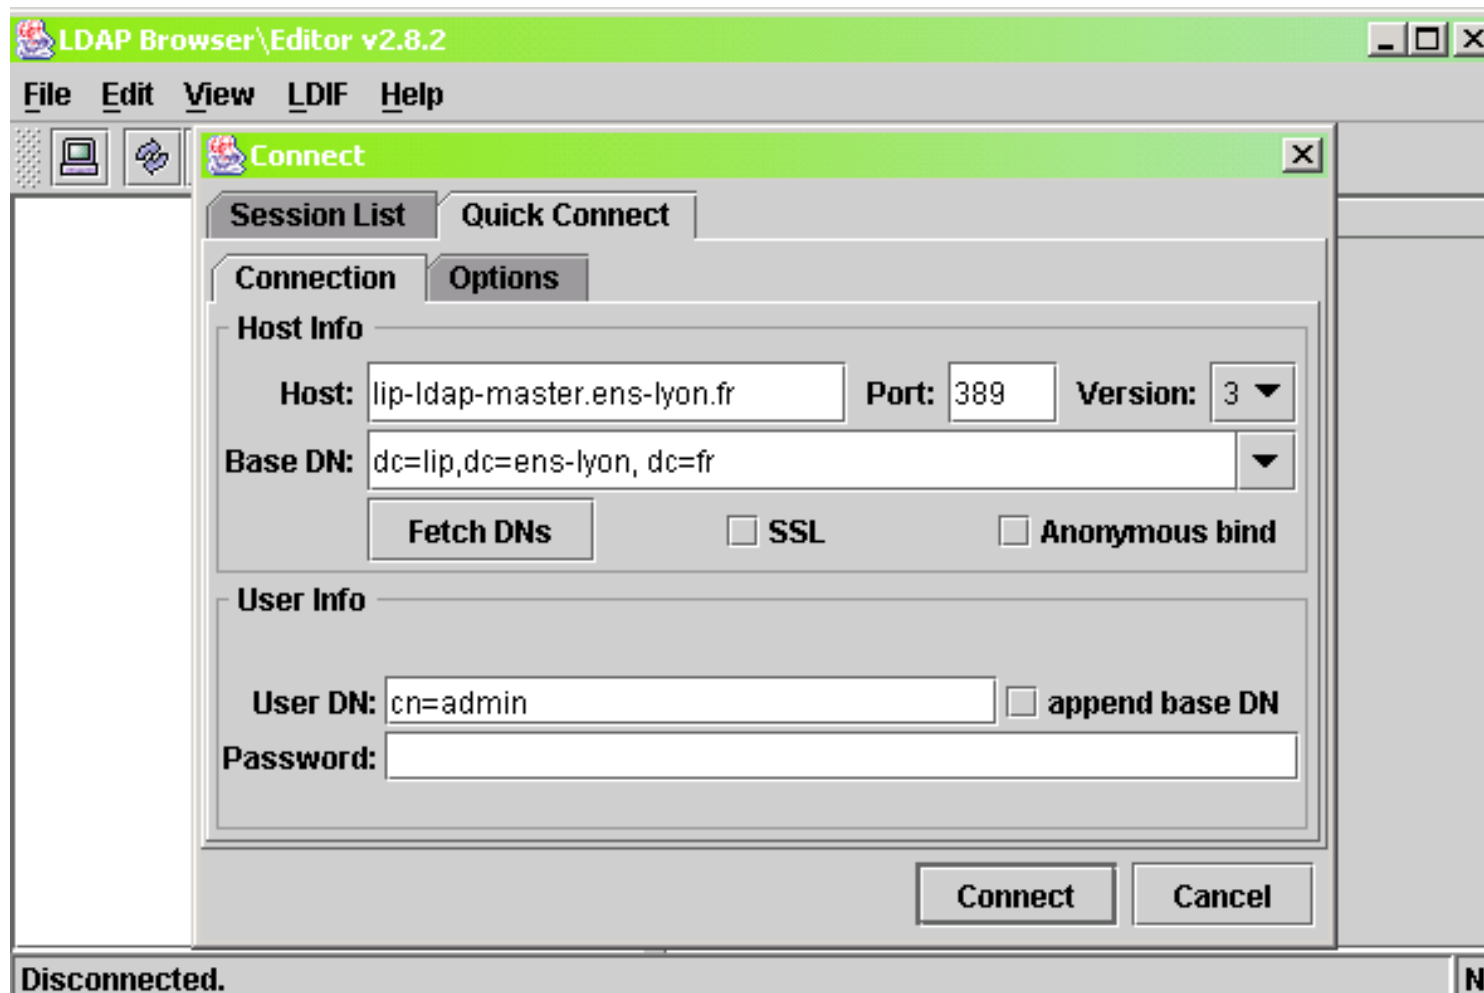 LDAP Browser\Editor v2.8.2
File Edit View LDIF Help
Connect
Session List Quick Connect
Connection Options
Host Info
Host: lip-ldap-master.ens-lyon.fr Port: 389 Version: 3
Base DN: dc=lip,dc=ens-lyon, dc=fr
Fetch DNs SSL Anonymous bind
User Info
User DN: cn=admin append base DN
Password:
Connect Cancel
Disconnected.